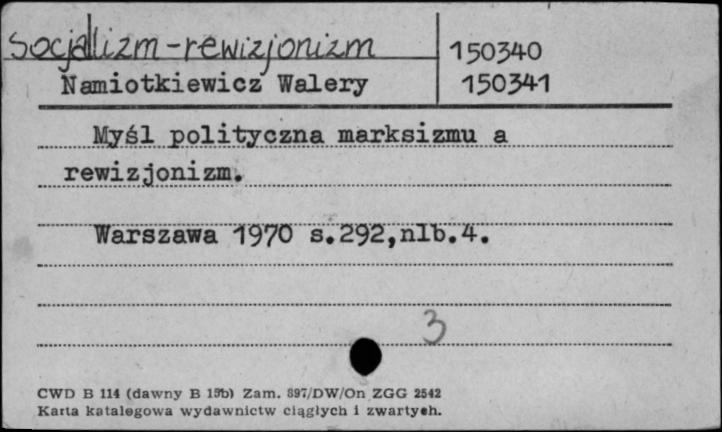 socjalizm-rewizjonizm
150340
Namiotkiewicz Walery
150341
Myśl polityczna marksizmu a
rewizjonizm.
Warszawa 1970 s.292,nlb.4.
3
CWD B 114 (dawny B 15b) Zam. 897/DW/On ZGG 2542
Karta katalogowa wydawnictw ciągłych i zwartych.